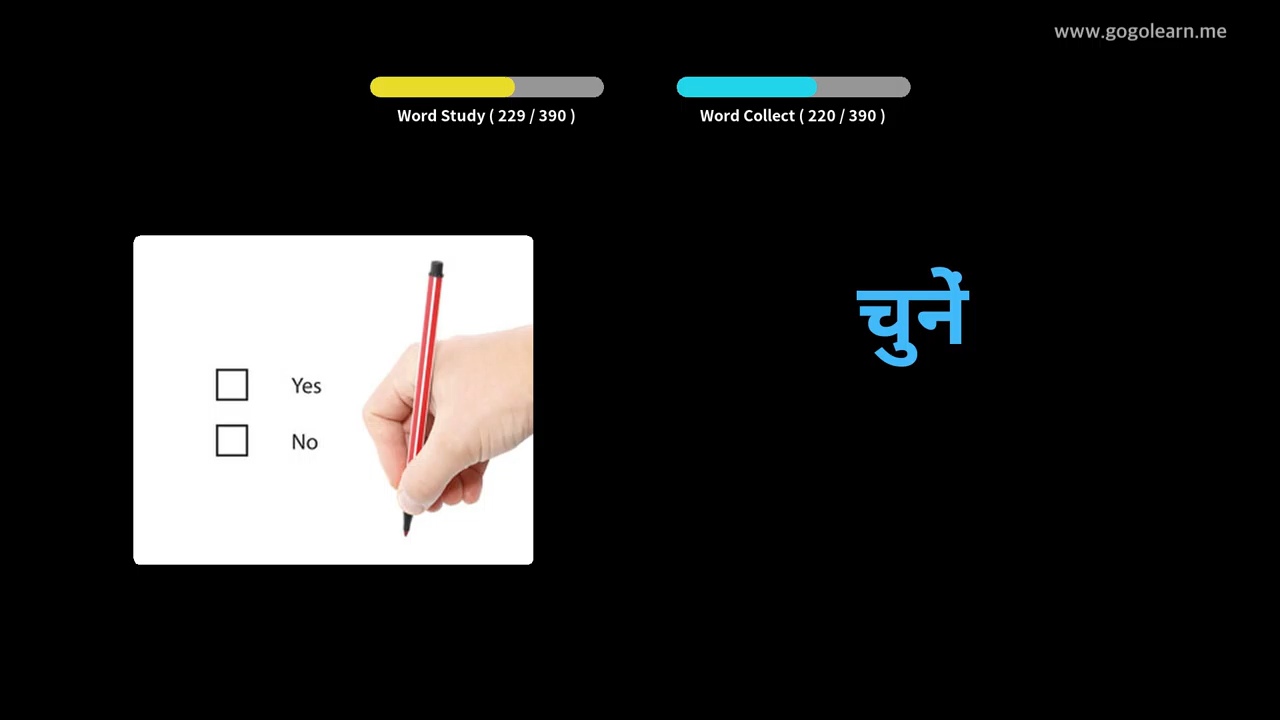 www.gogolearn.me
Word Study ( 229 / 390 )
Word Collect ( 220 / 390 )
चुनें
Yes
No